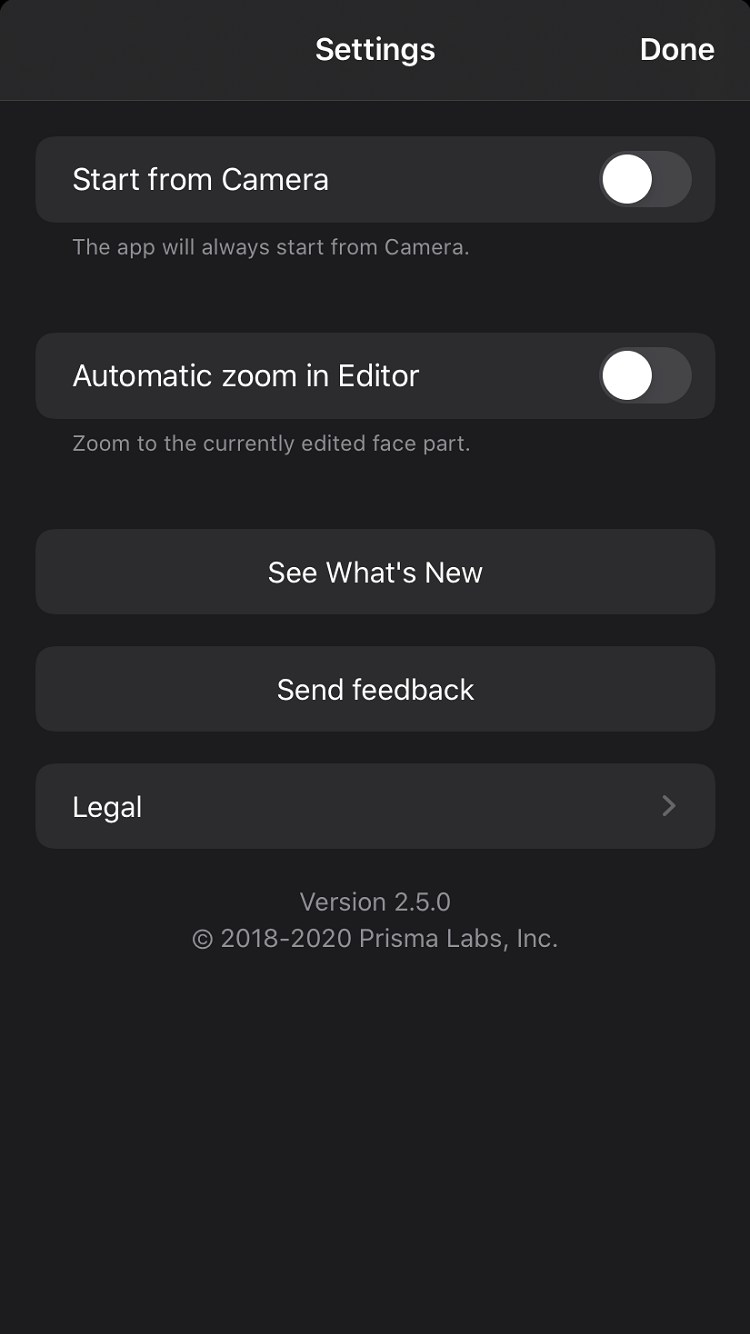 Settings
Done
Start from Camera
The app will always start from Camera.
Automatic zoom in Editor
Zoom to the currently edited face part.
See What's New
Send feedback
Legal
Version 2.5.0
© 2018-2020 Prisma Labs, Inc.